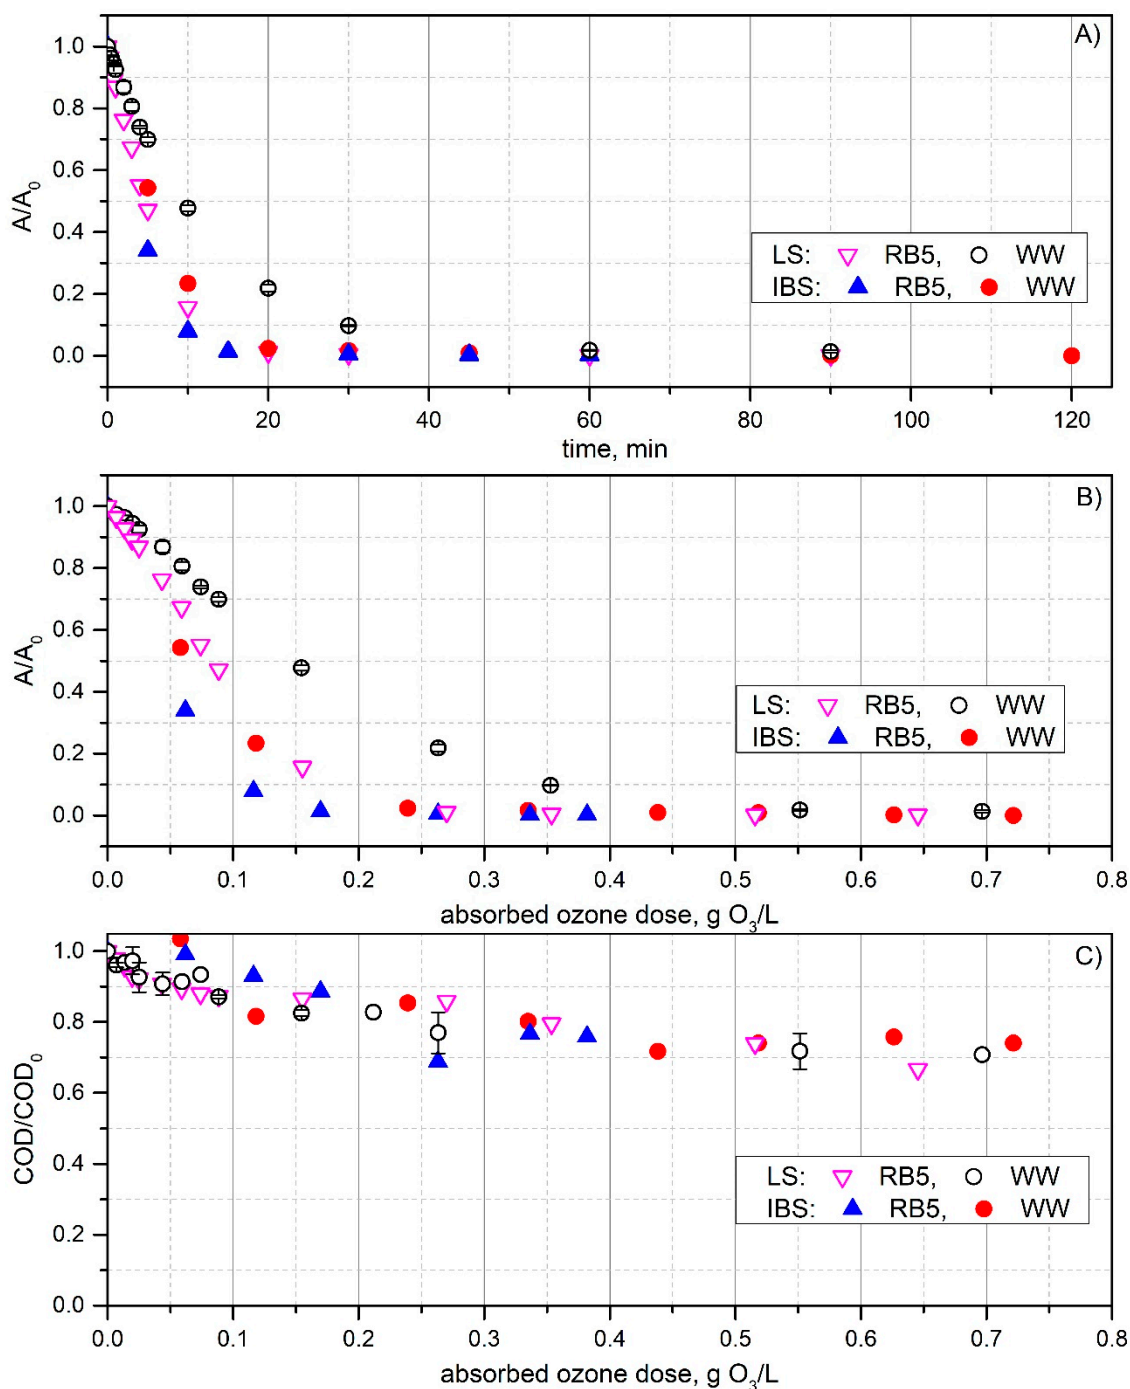 A)
1.0
0.8
0.6
0.4
0.2
0.0
A/A0
LS: RB5, WW
IBS: RB5, WW
0 20 40 60 80 100 120
time, min
B)
1.0
0.8
0.6
0.4
0.2
0.0
A/A0
LS: RB5, WW
IBS: RB5, WW
0.0 0.1 0.2 0.3 0.4 0.5 0.6 0.7 0.8
absorbed ozone dose, g O3/L
C)
1.0
0.8
0.6
0.4
0.2
0.0
COD/COD0
LS: RB5, WW
IBS: RB5, WW
0.0 0.1 0.2 0.3 0.4 0.5 0.6 0.7 0.8
absorbed ozone dose, g O3/L